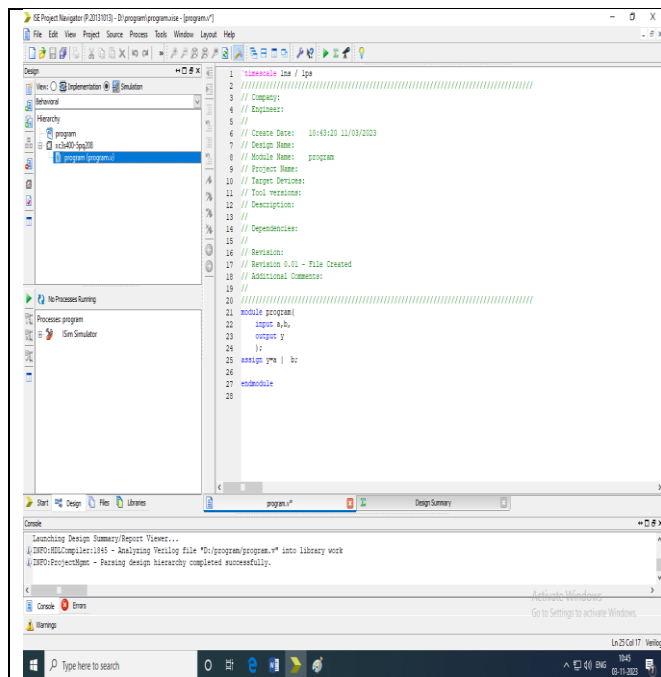 ISE Project Navigator (P.20131013) - D:\program\program.xise - [program.v*]
File Edit View Project Source Process Tools Window Layout Help
Design
View: Implementation Simulation
Behavioral
Hierarchy
program
xc3s400-5pq208
program (program.v)
No Processes Running
Processes: program
ISim Simulator
Start Design Files Libraries
1 `timescale 1ns / 1ps
2 //////////////////////////////////////////////////////////////////////////////////
3 // Company:
4 // Engineer:
5 //
6 // Create Date: 10:43:20 11/03/2023
7 // Design Name:
8 // Module Name: program
9 // Project Name:
10 // Target Devices:
11 // Tool versions:
12 // Description:
13 //
14 // Dependencies:
15 //
16 // Revision:
17 // Revision 0.01 - File Created
18 // Additional Comments:
19 //
20 //////////////////////////////////////////////////////////////////////////////////
21 module program(
22 input a,b,
23 output y
24 );
25 assign y=a | b;
26
27 endmodule
28
program.v* Design Summary
Console
Launching Design Summary/Report Viewer...
INFO:HDLCompiler:1845 - Analyzing Verilog file "D:/program/program.v" into library work
INFO:ProjectMgmt - Parsing design hierarchy completed successfully.
Activate Windows
Go to Settings to activate Windows.
Console Errors
Warnings
Ln 25 Col 17 Verilog
Type here to search
ENG
10:45
03-11-2023